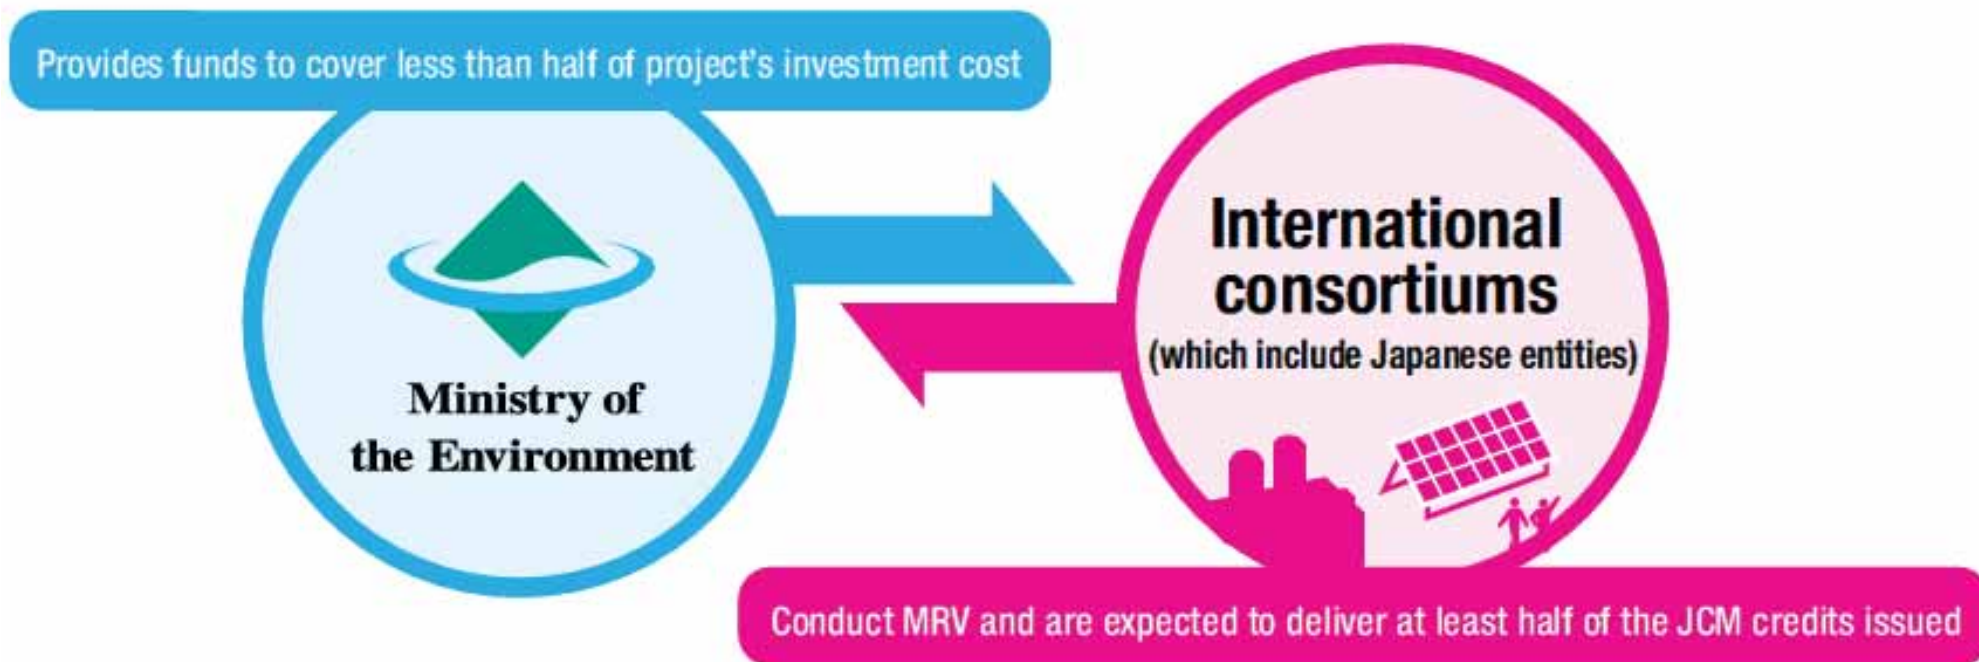 Provides funds to cover less than half of project's investment cost
Ministry of
the Environment
International
consortiums
(which include Japanese entities)
Conduct MRV and are expected to deliver at least half of the JCM credits issued